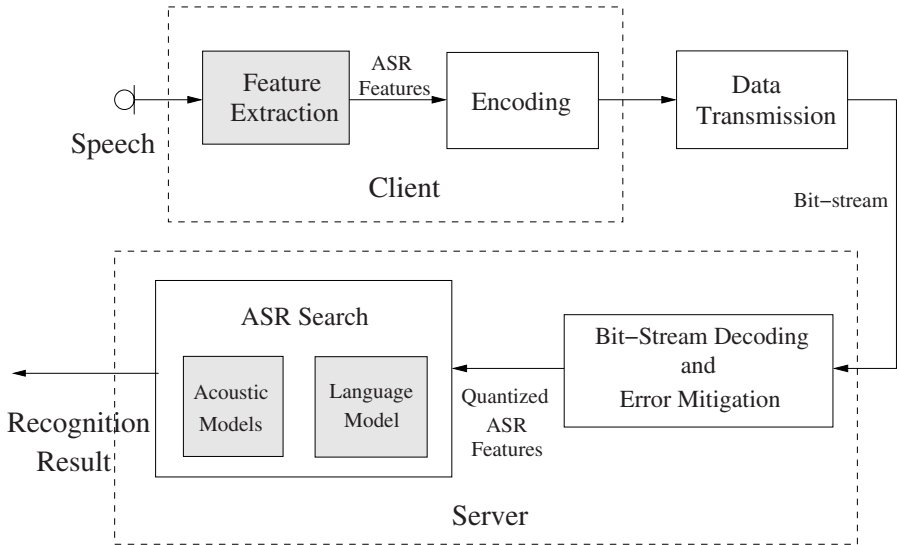 Feature
Extraction
ASR
Features
Encoding
Data
Transmission
Speech
Client
Bit-stream
ASR Search
Acoustic
Models
Language
Model
Quantized
ASR
Features
Bit-Stream Decoding
and
Error Mitigation
Recognition
Result
Server